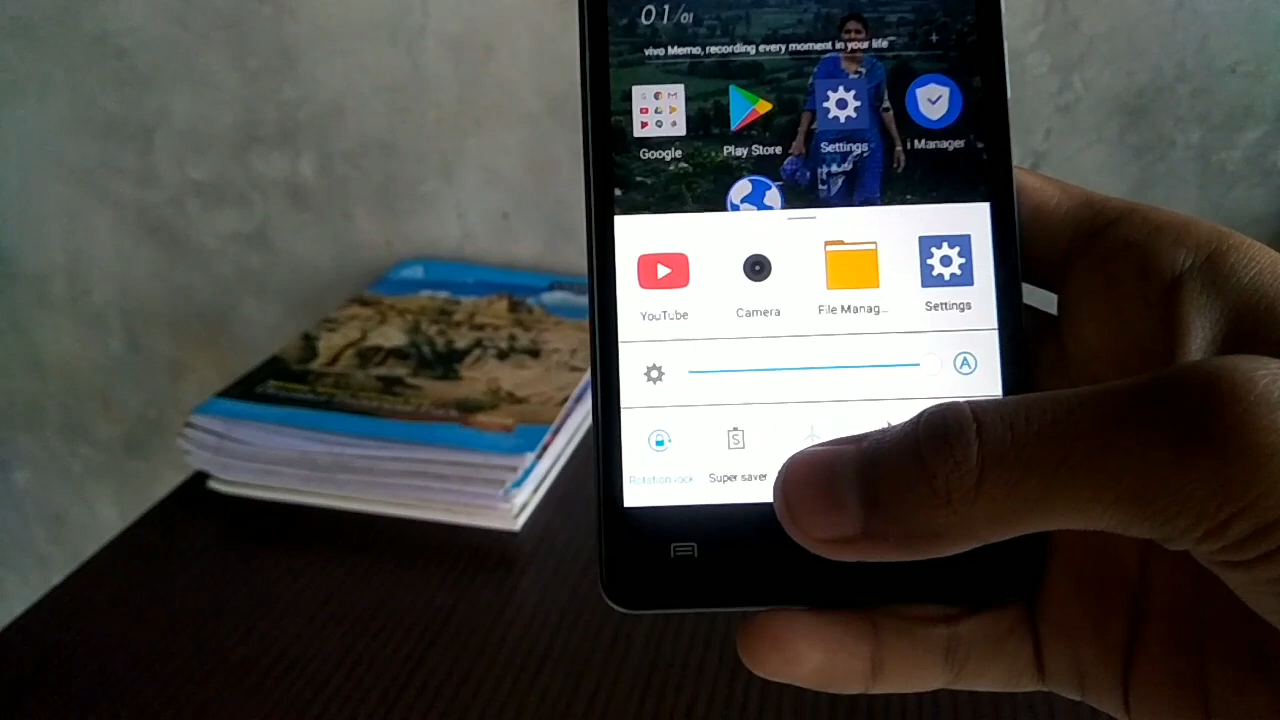 01/01
vivo Memo, recording every moment in your life
Google
Play Store
Settings
i Manager
YouTube
Camera
File Manag...
Settings
A
Rotation lock
S
Super saver